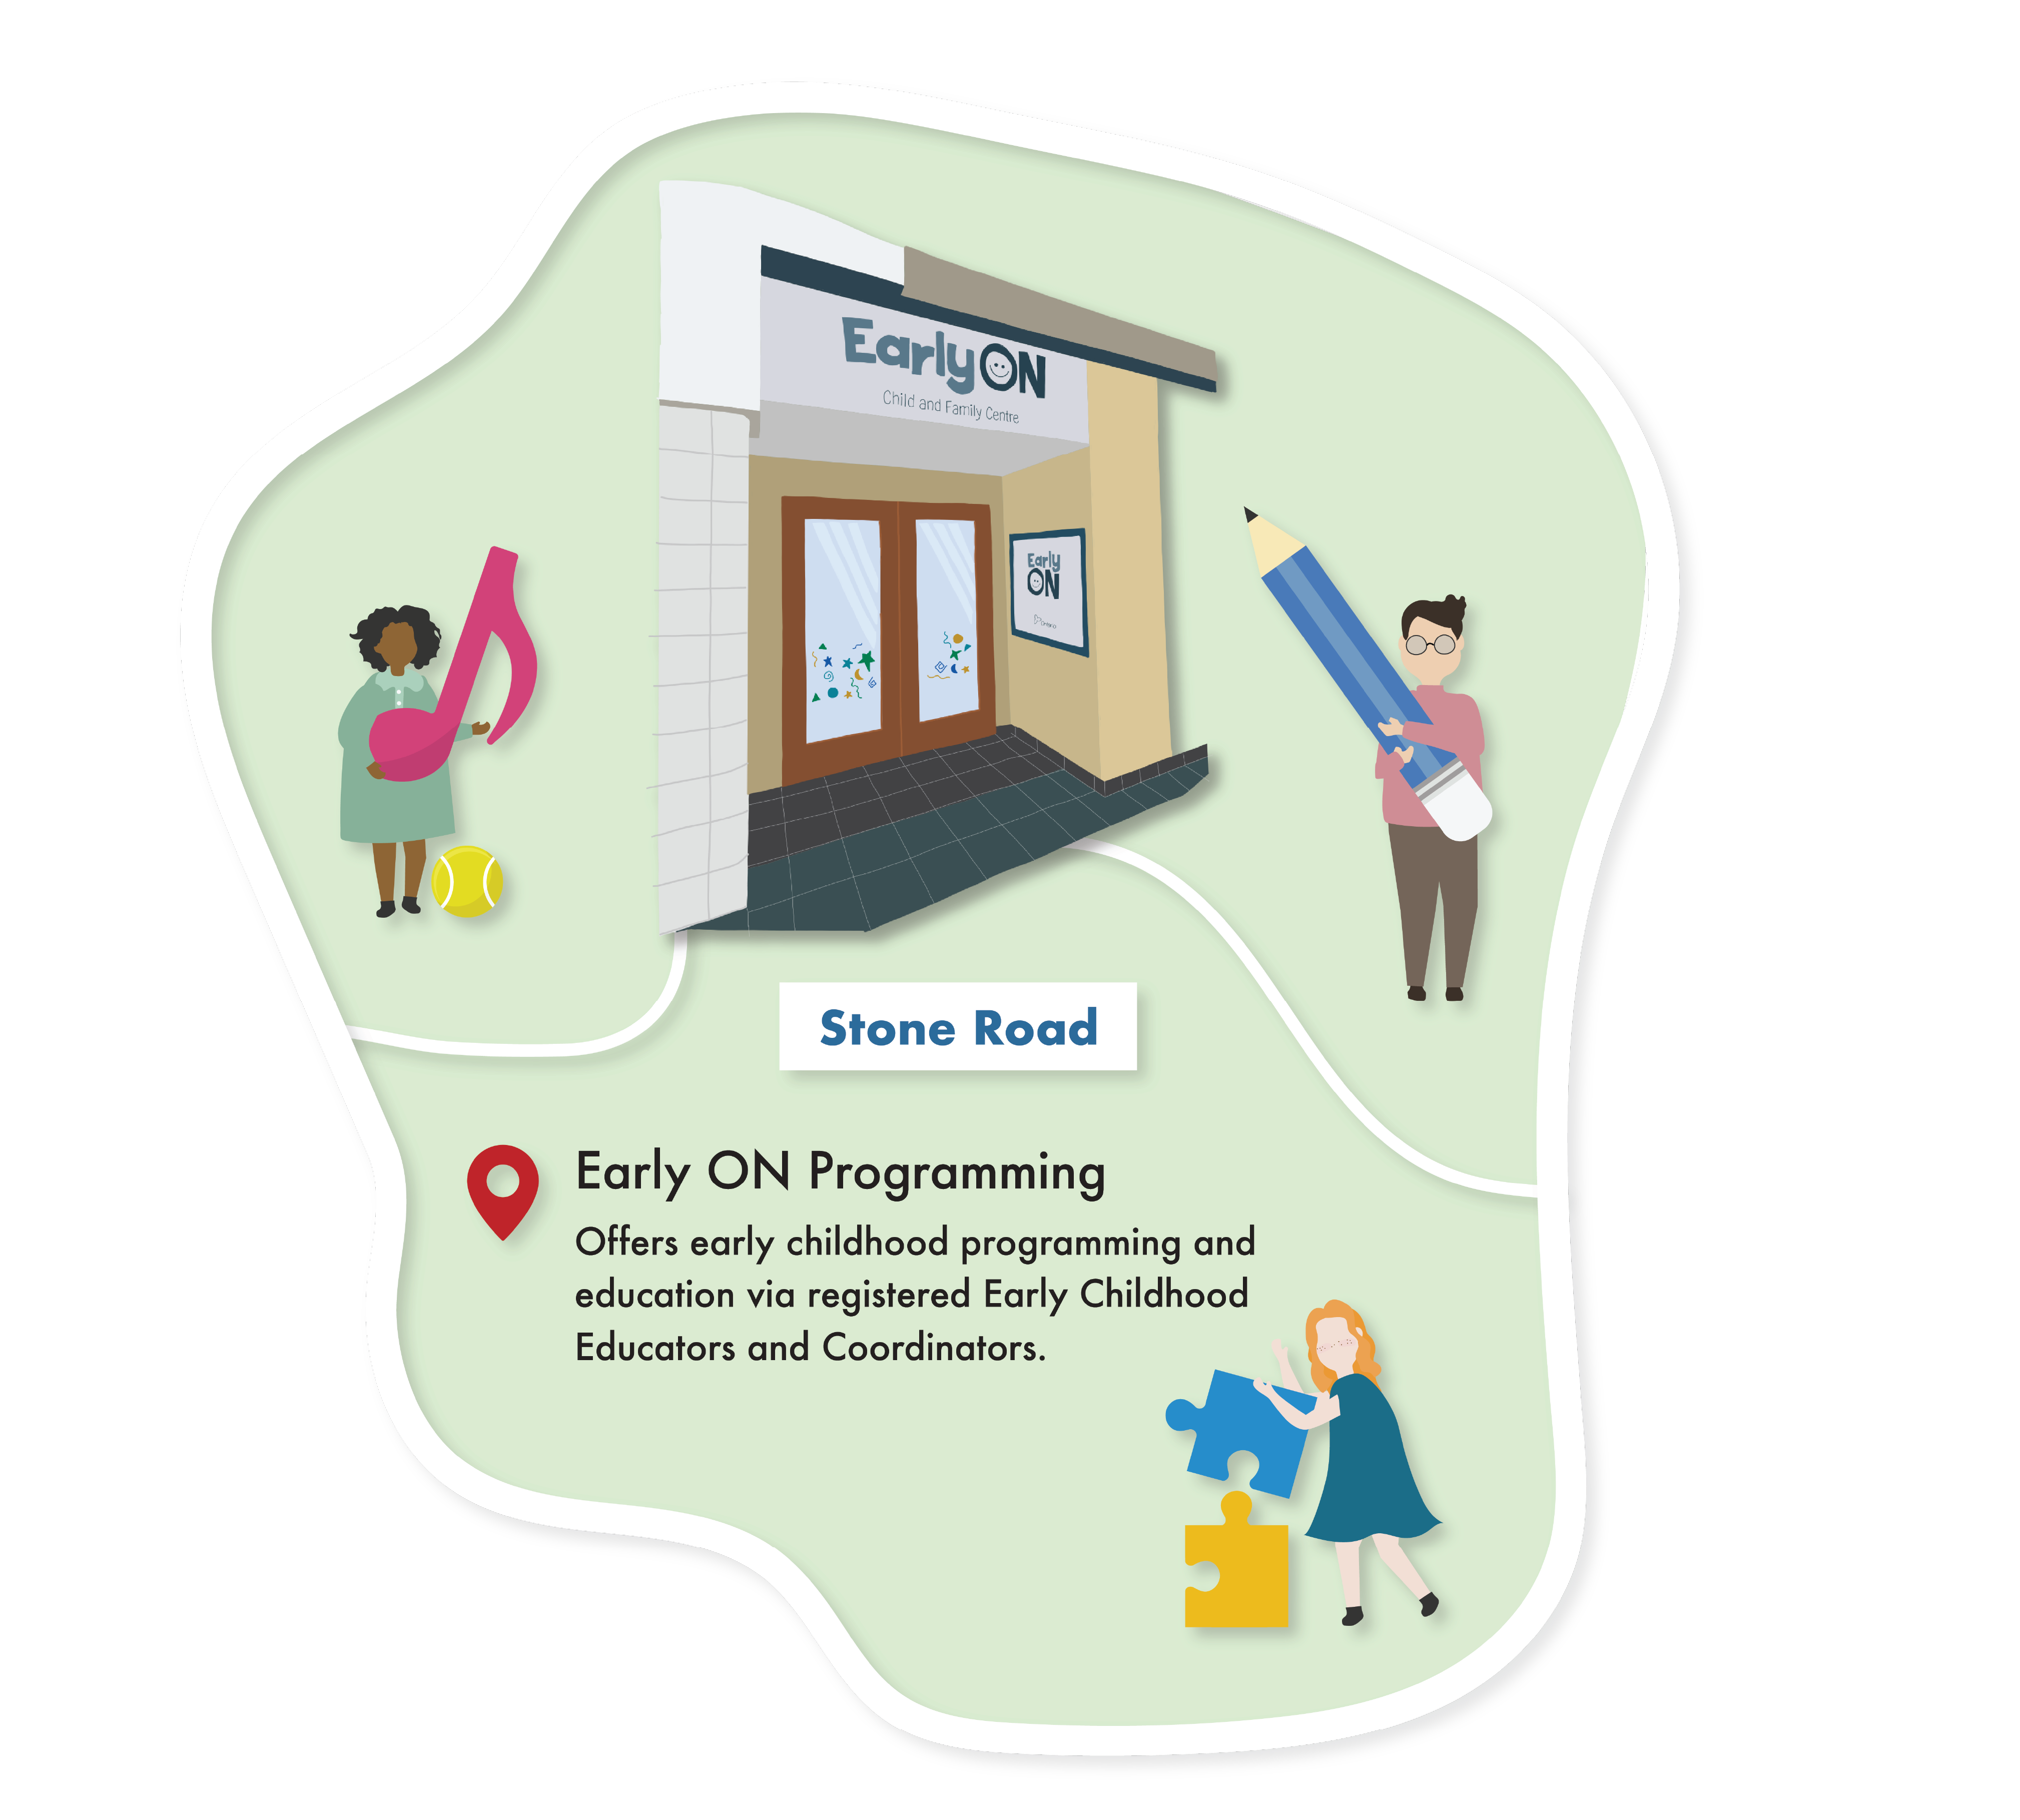 EarlyON
Child and Family Centre
Early
ON
Stone Road
Early ON Programming
Offers early childhood programming and
education via registered Early Childhood
Educators and Coordinators.